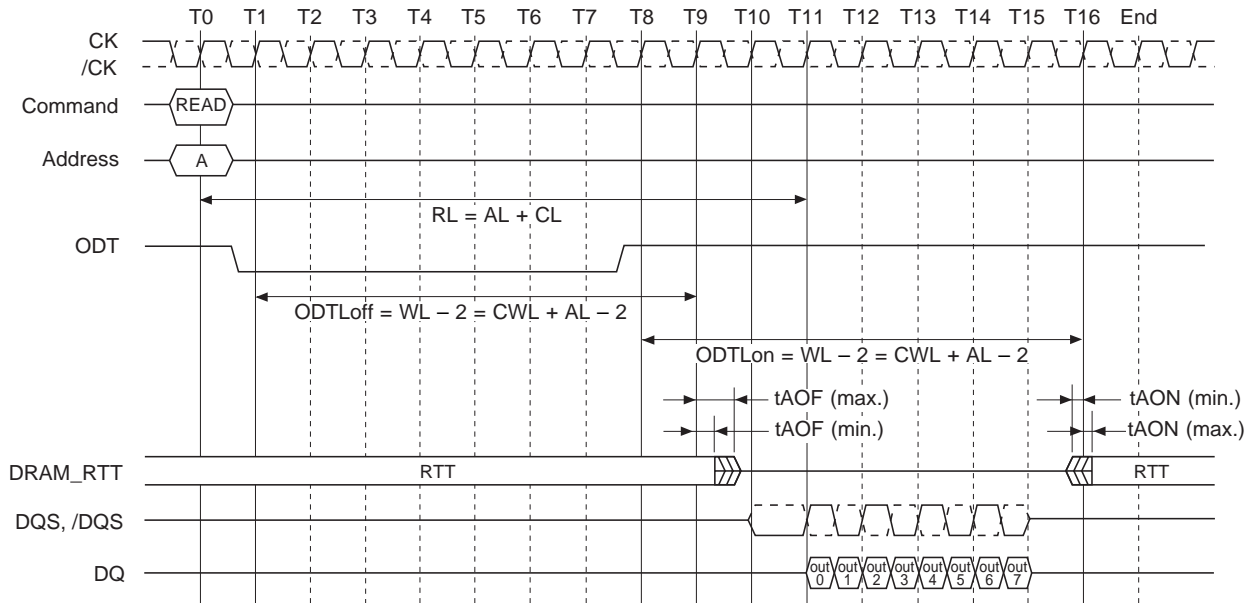 T0 T1 T2 T3 T4 T5 T6 T7 T8 T9 T10 T11 T12 T13 T14 T15 T16 End
CK
/CK
Command READ
Address A
RL = AL + CL
ODT
ODTLoff = WL – 2 = CWL + AL – 2
ODTLon = WL – 2 = CWL + AL – 2
tAOF (max.) tAON (min.)
tAOF (min.) tAON (max.)
DRAM_RTT RTT RTT
DQS, /DQS
DQ out 0 out 1 out 2 out 3 out 4 out 5 out 6 out 7